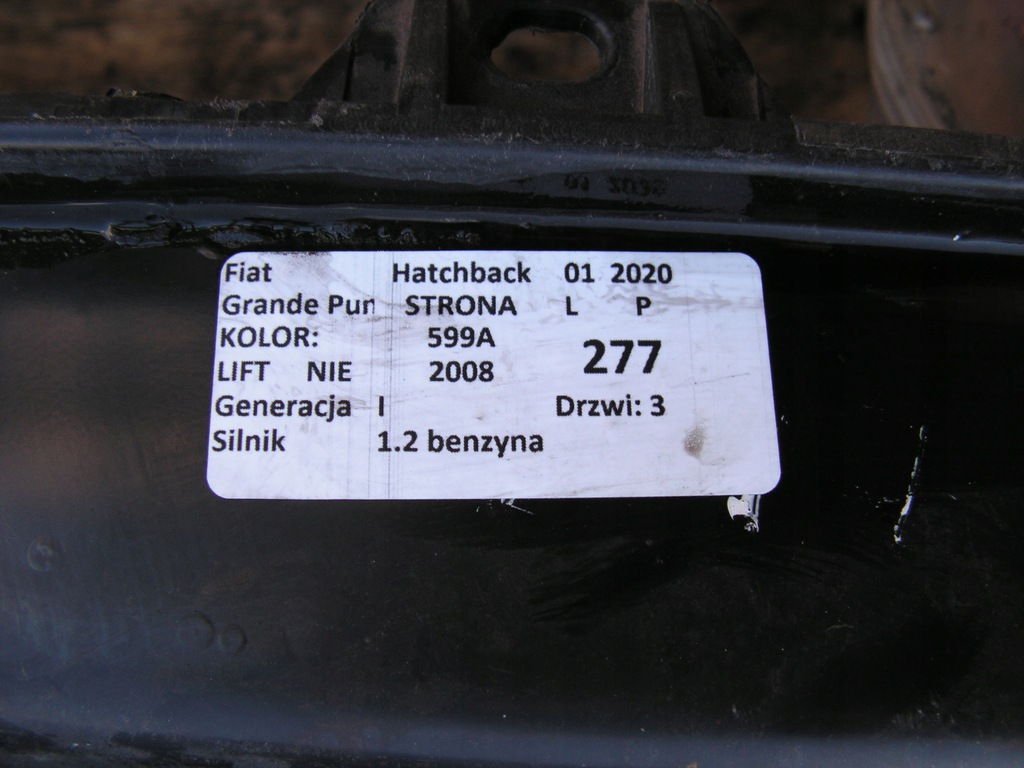 Fiat Hatchback 01 2020
Grande Pun STRONA L P
KOLOR: 599A 277
LIFT NIE 2008
Generacja I Drzwi: 3
Silnik 1.2 benzyna